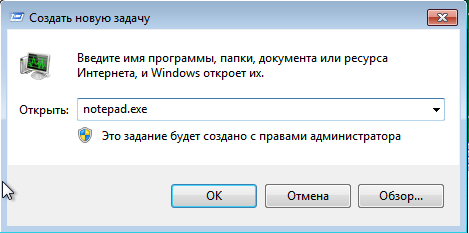 Создать новую задачу
Введите имя программы, папки, документа или ресурса
Интернета, и Windows откроет их.
Открыть: notepad.exe
Это задание будет создано с правами администратора
ОК Отмена Обзор...